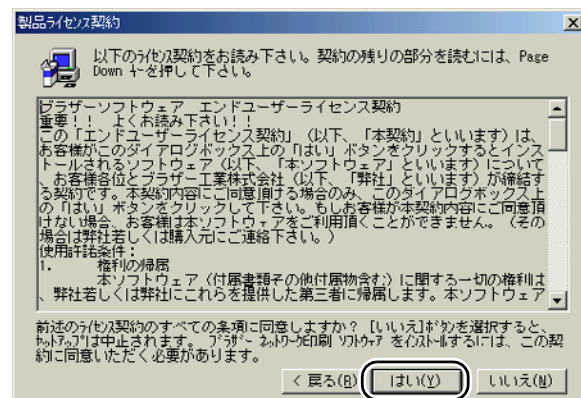 製品ライセンス契約
以下のライセンス契約をお読み下さい。契約の残りの部分を読むには、Page
Down キーを押して下さい。
ブラザーソフトウェア エンドユーザーライセンス契約
重要！！ よくお読み下さい！！
この「エンドユーザーライセンス契約」（以下、「本契約」といいます）は、
お客様がこのダイアログボックス上の「はい」ボタンをクリックするとインス
トールされるソフトウェア（以下、「本ソフトウェア」といいます）について
、お客様各位とブラザー工業株式会社（以下、「弊社」といいます）が締結す
る契約です。本契約内容にご同意頂ける場合のみ、このダイアログボックス上
の「はい」ボタンをクリックして下さい。もしお客様が本契約内容にご同意頂
けない場合、お客様は本ソフトウェアをご利用頂くことができません。（その
場合は弊社若しくは購入元にご連絡下さい。）
使用許諾条件：
1. 権利の帰属
本ソフトウェア（付属書類その他付属物含む）に関する一切の権利は
、弊社若しくは弊社にこれらを提供した第三者に帰属します。本ソフトウェア
前述のライセンス契約のすべての条項に同意しますか？ [いいえ]ボタンを選択すると、
セットアップは中止されます。 ブラザー ネットワーク印刷 ソフトウェア をインストールするには、この契
約に同意いただく必要があります。
< 戻る(B)
はい(Y)
いいえ(N)